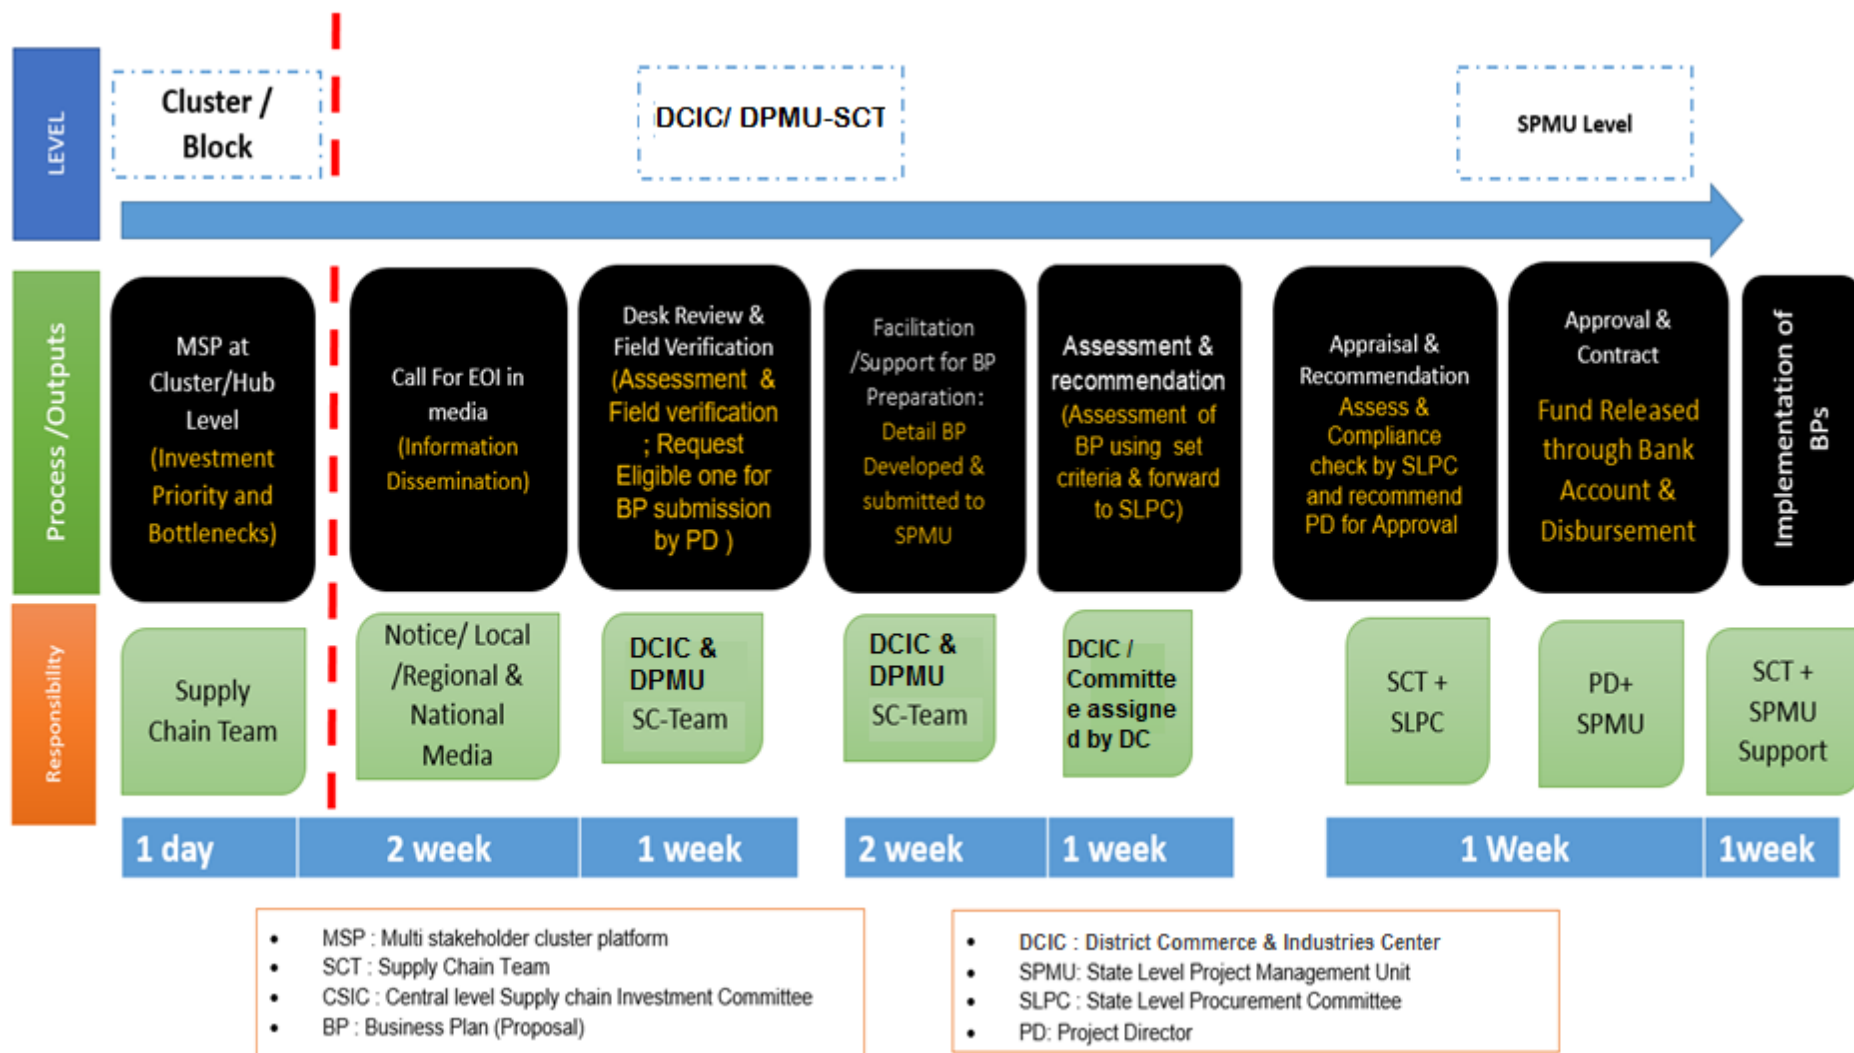 LEVEL
Cluster /
Block
DCIC/ DPMU-SCT
SPMU Level
Process /Outputs
MSP at
Cluster/Hub
Level
(Investment
Priority and
Bottlenecks)
Call For EOI in
media
(Information
Dissemination)
Desk Review &
Field Verification
(Assessment &
Field verification
; Request
Eligible one for
BP submission
by PD )
Facilitation
/Support for BP
Preparation:
Detail BP
Developed &
submitted to
SPMU
Assessment &
recommendation
(Assessment of
BP using set
criteria & forward
to SLPC)
Appraisal &
Recommendation
Assess &
Compliance
check by SLPC
and recommend
PD for Approval
Approval &
Contract
Fund Released
through Bank
Account &
Disbursement
Implementation of
BPs
Responsibility
Supply
Chain Team
Notice/ Local
/Regional &
National
Media
DCIC &
DPMU
SC-Team
DCIC &
DPMU
SC-Team
DCIC /
Committe
e assigne
d by DC
SCT +
SLPC
PD+
SPMU
SCT +
SPMU
Support
1 day
2 week
1 week
2 week
1 week
1 Week
1week
• MSP : Multi stakeholder cluster platform
• SCT : Supply Chain Team
• CSIC : Central level Supply chain Investment Committee
• BP : Business Plan (Proposal)
• DCIC : District Commerce & Industries Center
• SPMU: State Level Project Management Unit
• SLPC : State Level Procurement Committee
• PD: Project Director